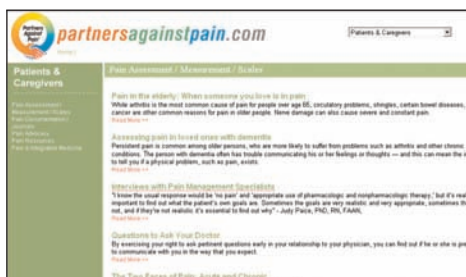 Partners Against Pain
partnersagainstpain.com
Patients & Caregivers
Patients & Caregivers
Pain Assessment / Measurement / Scales
Pain in the elderly: When someone you love is in pain
While arthritis is the most common cause of pain for people over age 65, circulatory problems, shingles, certain bowel diseases,
cancer are other common reasons for pain in older people. Nerve damage can also cause severe and constant pain.
Read More >>
Assessing pain in loved ones with dementia
Persistent pain is common among older persons, who are more likely to suffer from problems such as arthritis and other chronic
conditions. The person with dementia often has trouble communicating his or her feelings or thoughts — and this can mean the
to tell you if a physical problem, such as pain, exists.
Read More >>
Interviews with Pain Management Specialists
"I know the usual response would be 'no pain' and 'appropriate use of pharmacologic and nonpharmacologic therapy,' but it's
important to find out what the patient's own goals are. Sometimes the goals are very realistic and very appropriate, sometimes
not, and if they're not realistic it's essential to find out why" - Judy Paice, PhD, RN, FAAN,
Read More >>
Questions to Ask Your Doctor
By exercising your right to ask pertinent questions early in your relationship to your physician, you can find out if he or she is
to communicate with you in the way that you expect.
Read More >>
The Two Faces of Pain: Acute and Chronic